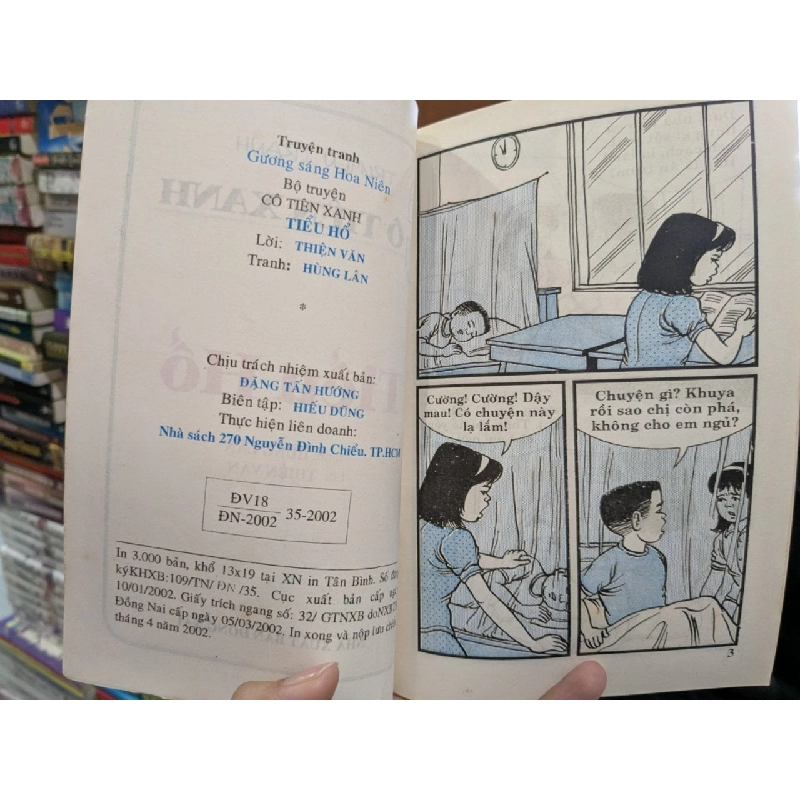 Truyện tranh
Gương sáng Hoa Niên
Bộ truyện
CÔ TIÊN XANH
TIỂU HỔ
Lời: THIỆN VĂN
Tranh: HÙNG LÂN
*
Chịu trách nhiệm xuất bản:
ĐẶNG TẤN HƯỚNG
Biên tập: HIẾU DŨNG
Thực hiện liên doanh:
Nhà sách 270 Nguyễn Đình Chiểu. TP.HCM
ĐV18
ĐN-2002 35-2002
In 3.000 bản, khổ 13x19 tại XN in Tân Bình. Số
kýKHXB:109/TN/ ĐN /35. Cục xuất bản cấp
10/01/2002. Giấy trích ngang số: 32/ GTNXB do
Đồng Nai cấp ngày 05/03/2002. In xong và nộp lưu
tháng 4 năm 2002.
Cường! Cường! Dậy
mau! Có chuyện này
lạ lắm!
Chuyện gì? Khuya
rồi sao chị còn phá,
không cho em ngủ?
3